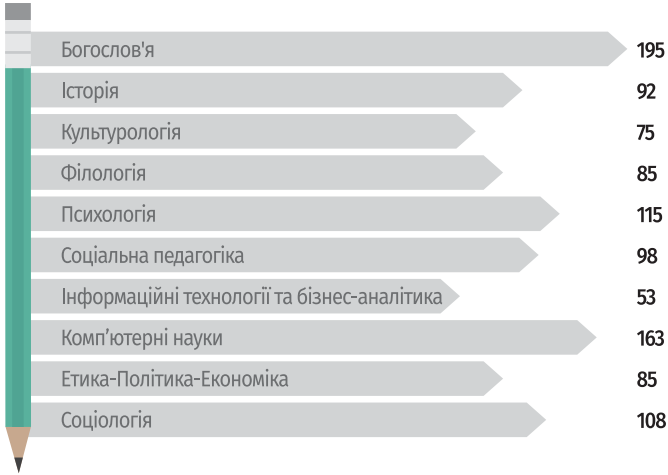 Богослов'я 195
Історія 92
Культурологія 75
Філологія 85
Психологія 115
Соціальна педагогіка 98
Інформаційні технології та бізнес-аналітика 53
Комп’ютерні науки 163
Етика-Політика-Економіка 85
Соціологія 108